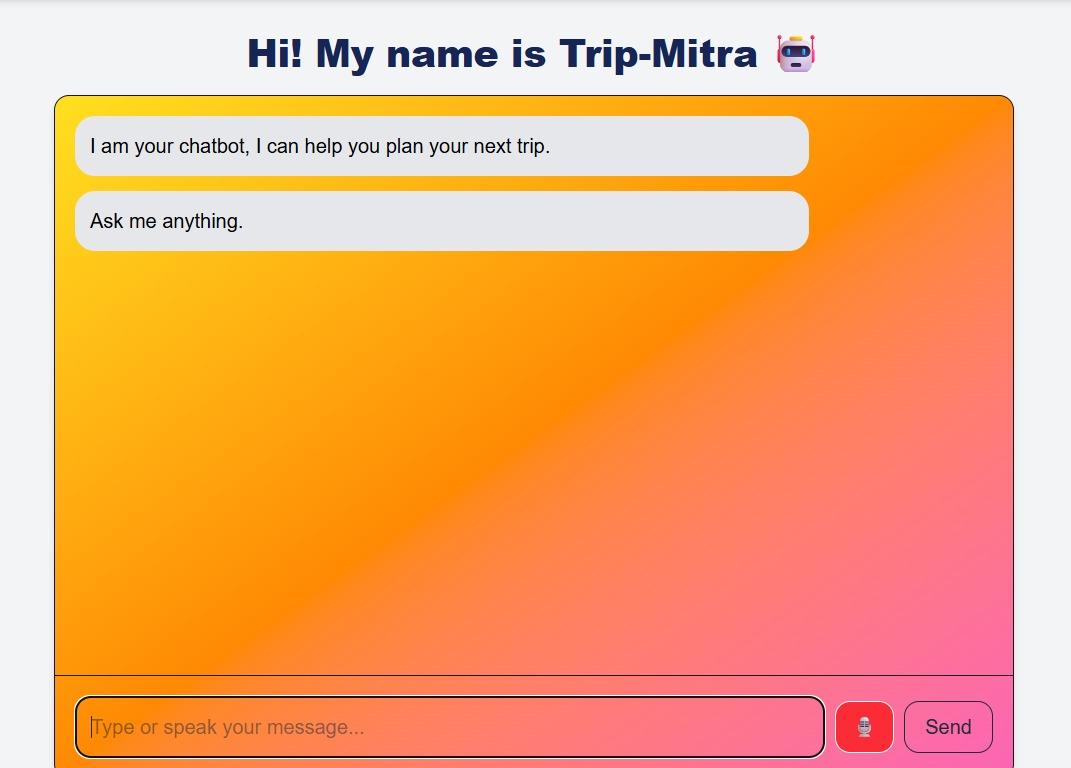 Hi! My name is Trip-Mitra 🤖
I am your chatbot, I can help you plan your next trip.
Ask me anything.
Type or speak your message...
Send